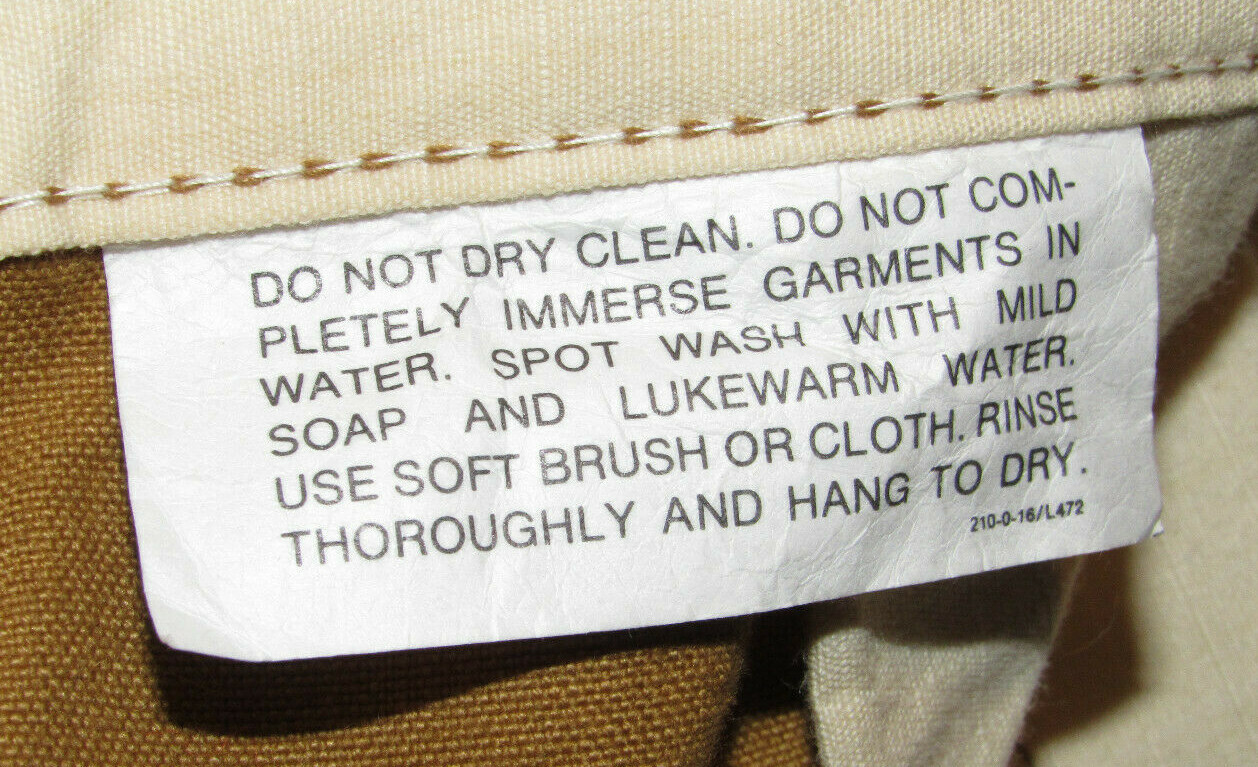 DO NOT DRY CLEAN. DO NOT COM-
PLETELY IMMERSE GARMENTS IN
WATER. SPOT WASH WITH MILD
SOAP AND LUKEWARM WATER.
USE SOFT BRUSH OR CLOTH. RINSE
THOROUGHLY AND HANG TO DRY.
210-0-16/L472